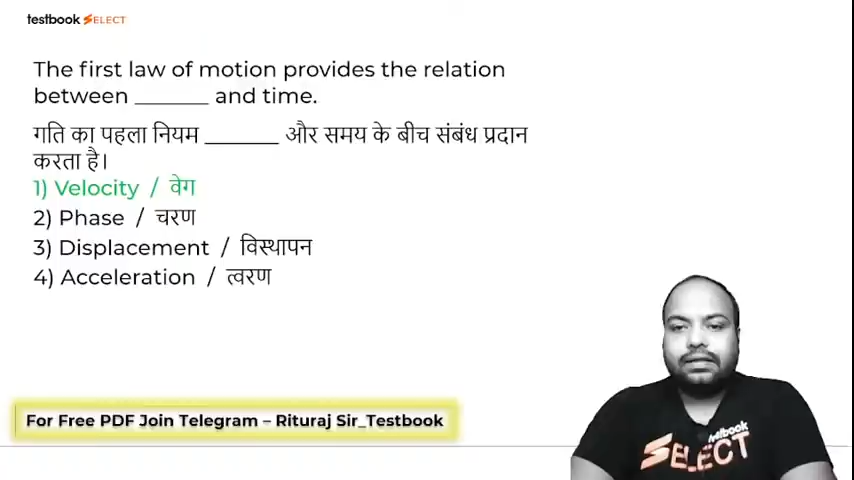 testbook SELECT
The first law of motion provides the relation
between _______ and time.
गति का पहला नियम _______ और समय के बीच संबंध प्रदान
करता है।
1) Velocity / वेग
2) Phase / चरण
3) Displacement / विस्थापन
4) Acceleration / त्वरण
For Free PDF Join Telegram – Rituraj Sir_Testbook
testbook
SELECT